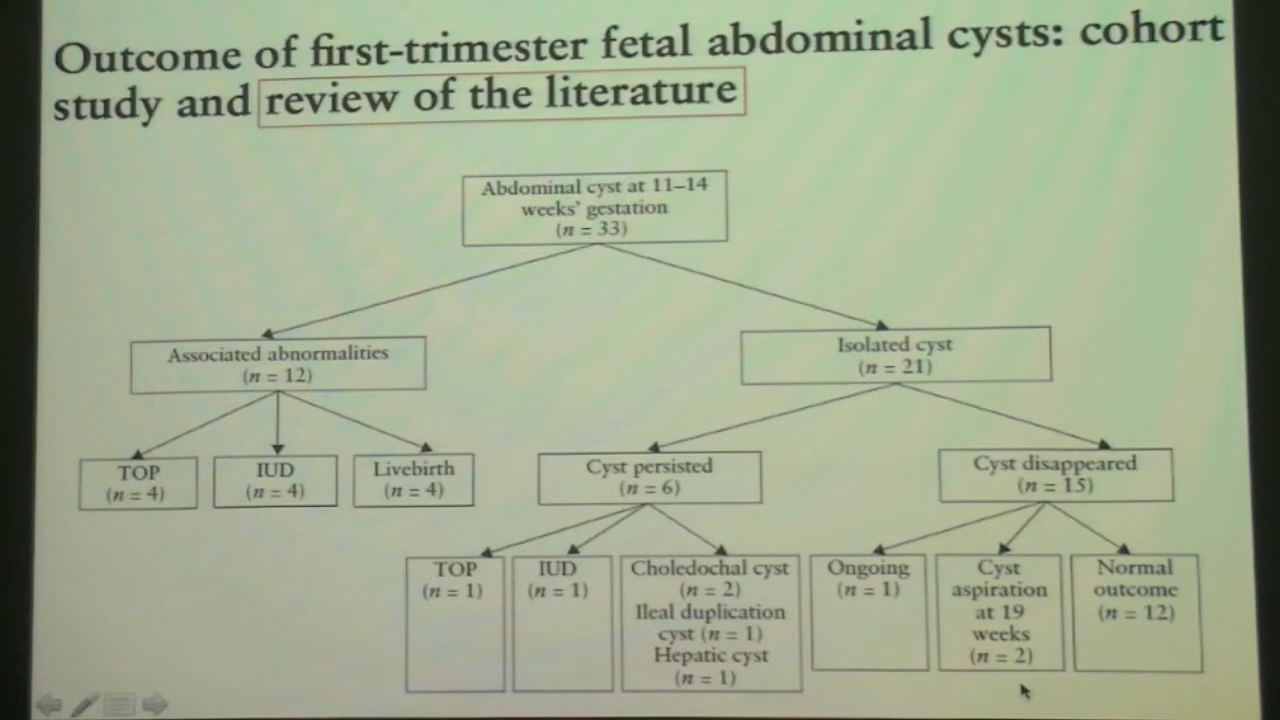 Outcome of first-trimester fetal abdominal cysts: cohort
study and review of the literature
Abdominal cyst at 11–14
weeks' gestation
(n = 33)
Associated abnormalities
(n = 12)
Isolated cyst
(n = 21)
TOP
(n = 4)
IUD
(n = 4)
Livebirth
(n = 4)
Cyst persisted
(n = 6)
Cyst disappeared
(n = 15)
TOP
(n = 1)
IUD
(n = 1)
Choledochal cyst
(n = 2)
Ileal duplication
cyst (n = 1)
Hepatic cyst
(n = 1)
Ongoing
(n = 1)
Cyst
aspiration
at 19
weeks
(n = 2)
Normal
outcome
(n = 12)